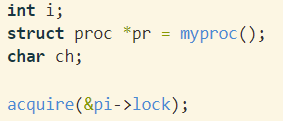 int i;
struct proc *pr = myproc();
char ch;
acquire(&pi->lock);